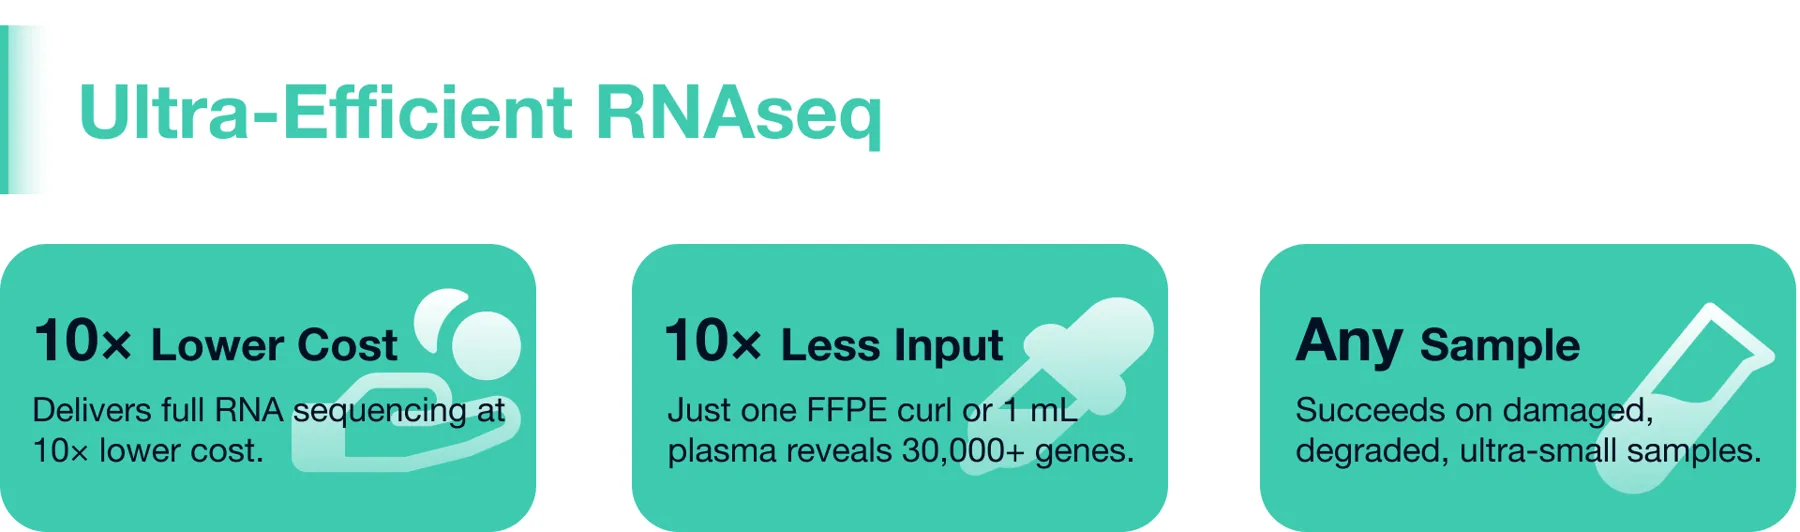 Ultra-Efficient RNAseq
10× Lower Cost
Delivers full RNA sequencing at
10× lower cost.
10× Less Input
Just one FFPE curl or 1 mL
plasma reveals 30,000+ genes.
Any Sample
Succeeds on damaged,
degraded, ultra-small samples.